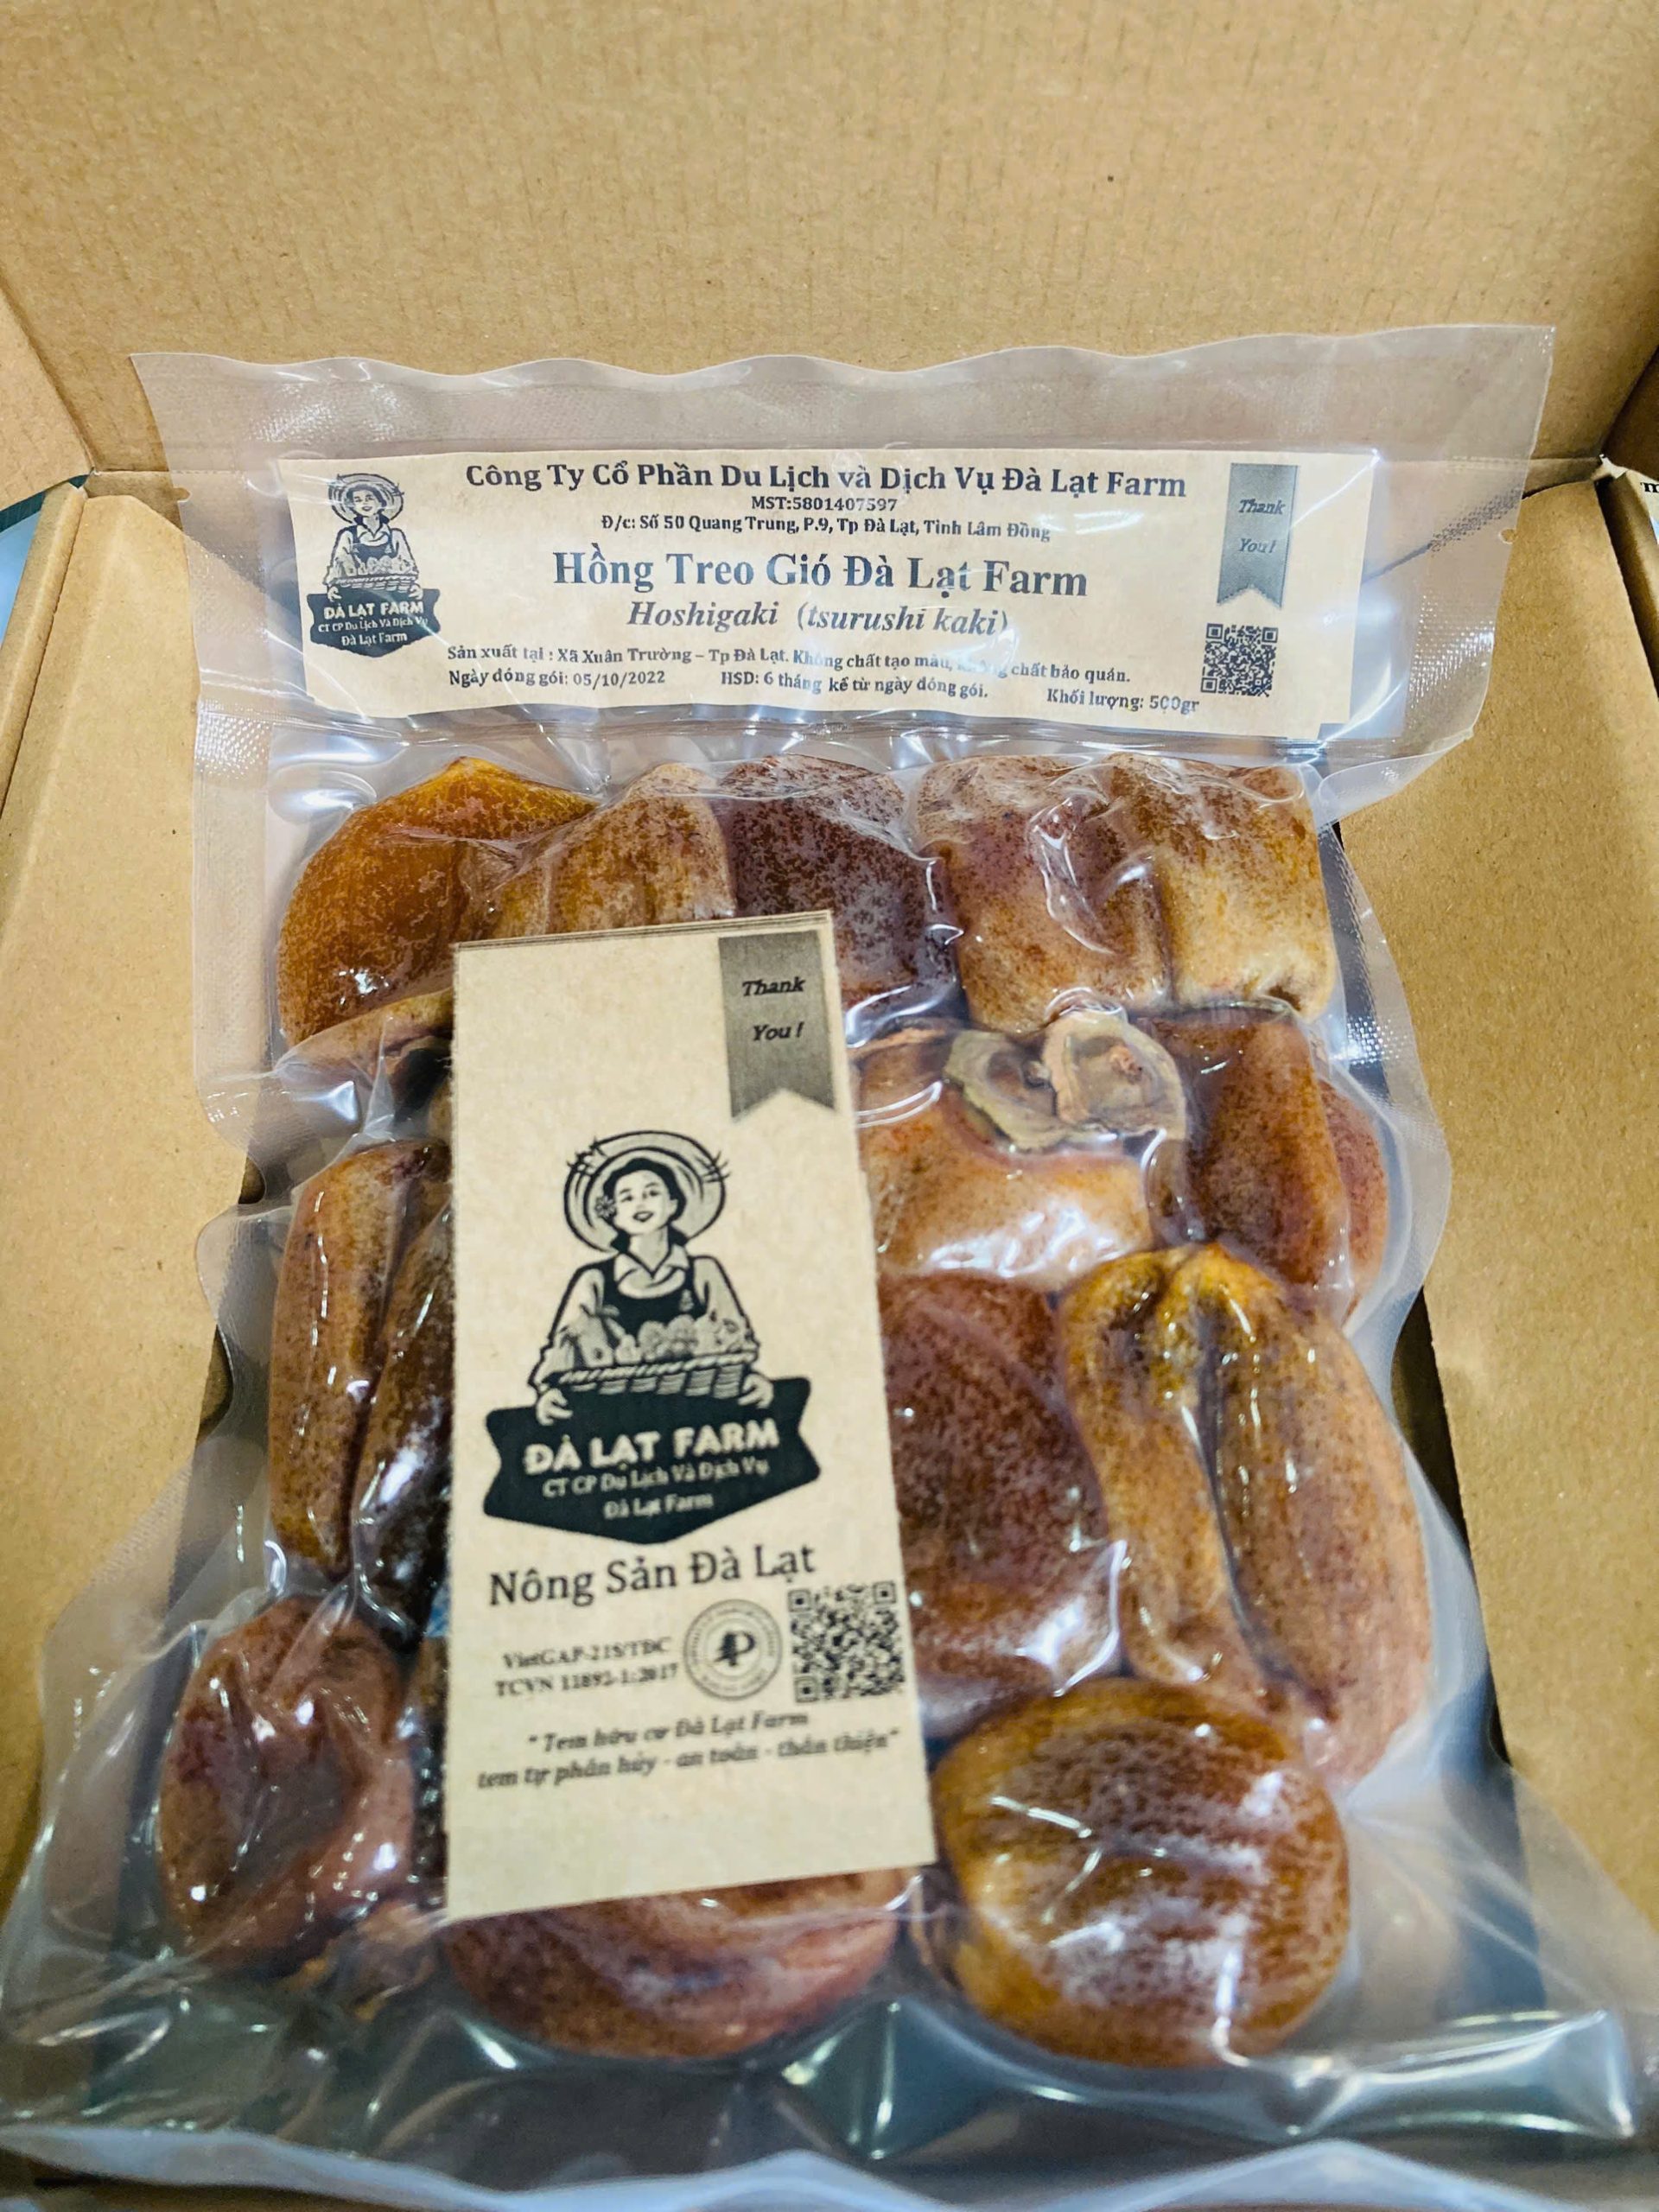 Công Ty Cổ Phần Du Lịch và Dịch Vụ Đà Lạt Farm
MST:5801407597
Đ/c: Số 50 Quang Trung, P.9, Tp Đà Lạt, Tỉnh Lâm Đồng
Hồng Treo Gió Đà Lạt Farm
Hoshigaki (tsurushi kaki)
Sản xuất tại : Xã Xuân Trường – Tp Đà Lạt. Không chất tạo màu, không chất bảo quản.
Ngày đóng gói: 05/10/2022 HSD: 6 tháng kể từ ngày đóng gói. Khối lượng: 500gr
ĐÀ LẠT FARM
CT CP Du Lịch Và Dịch Vụ
Đà Lạt Farm
Thank
You!
Thank
You!
ĐÀ LẠT FARM
CT CP Du Lịch Và Dịch Vụ
Đà Lạt Farm
Nông Sản Đà Lạt
TCVN 11892-1:2017
"Tem hữu cơ Đà Lạt Farm
tem tự phân hủy - an toàn - thân thiện"